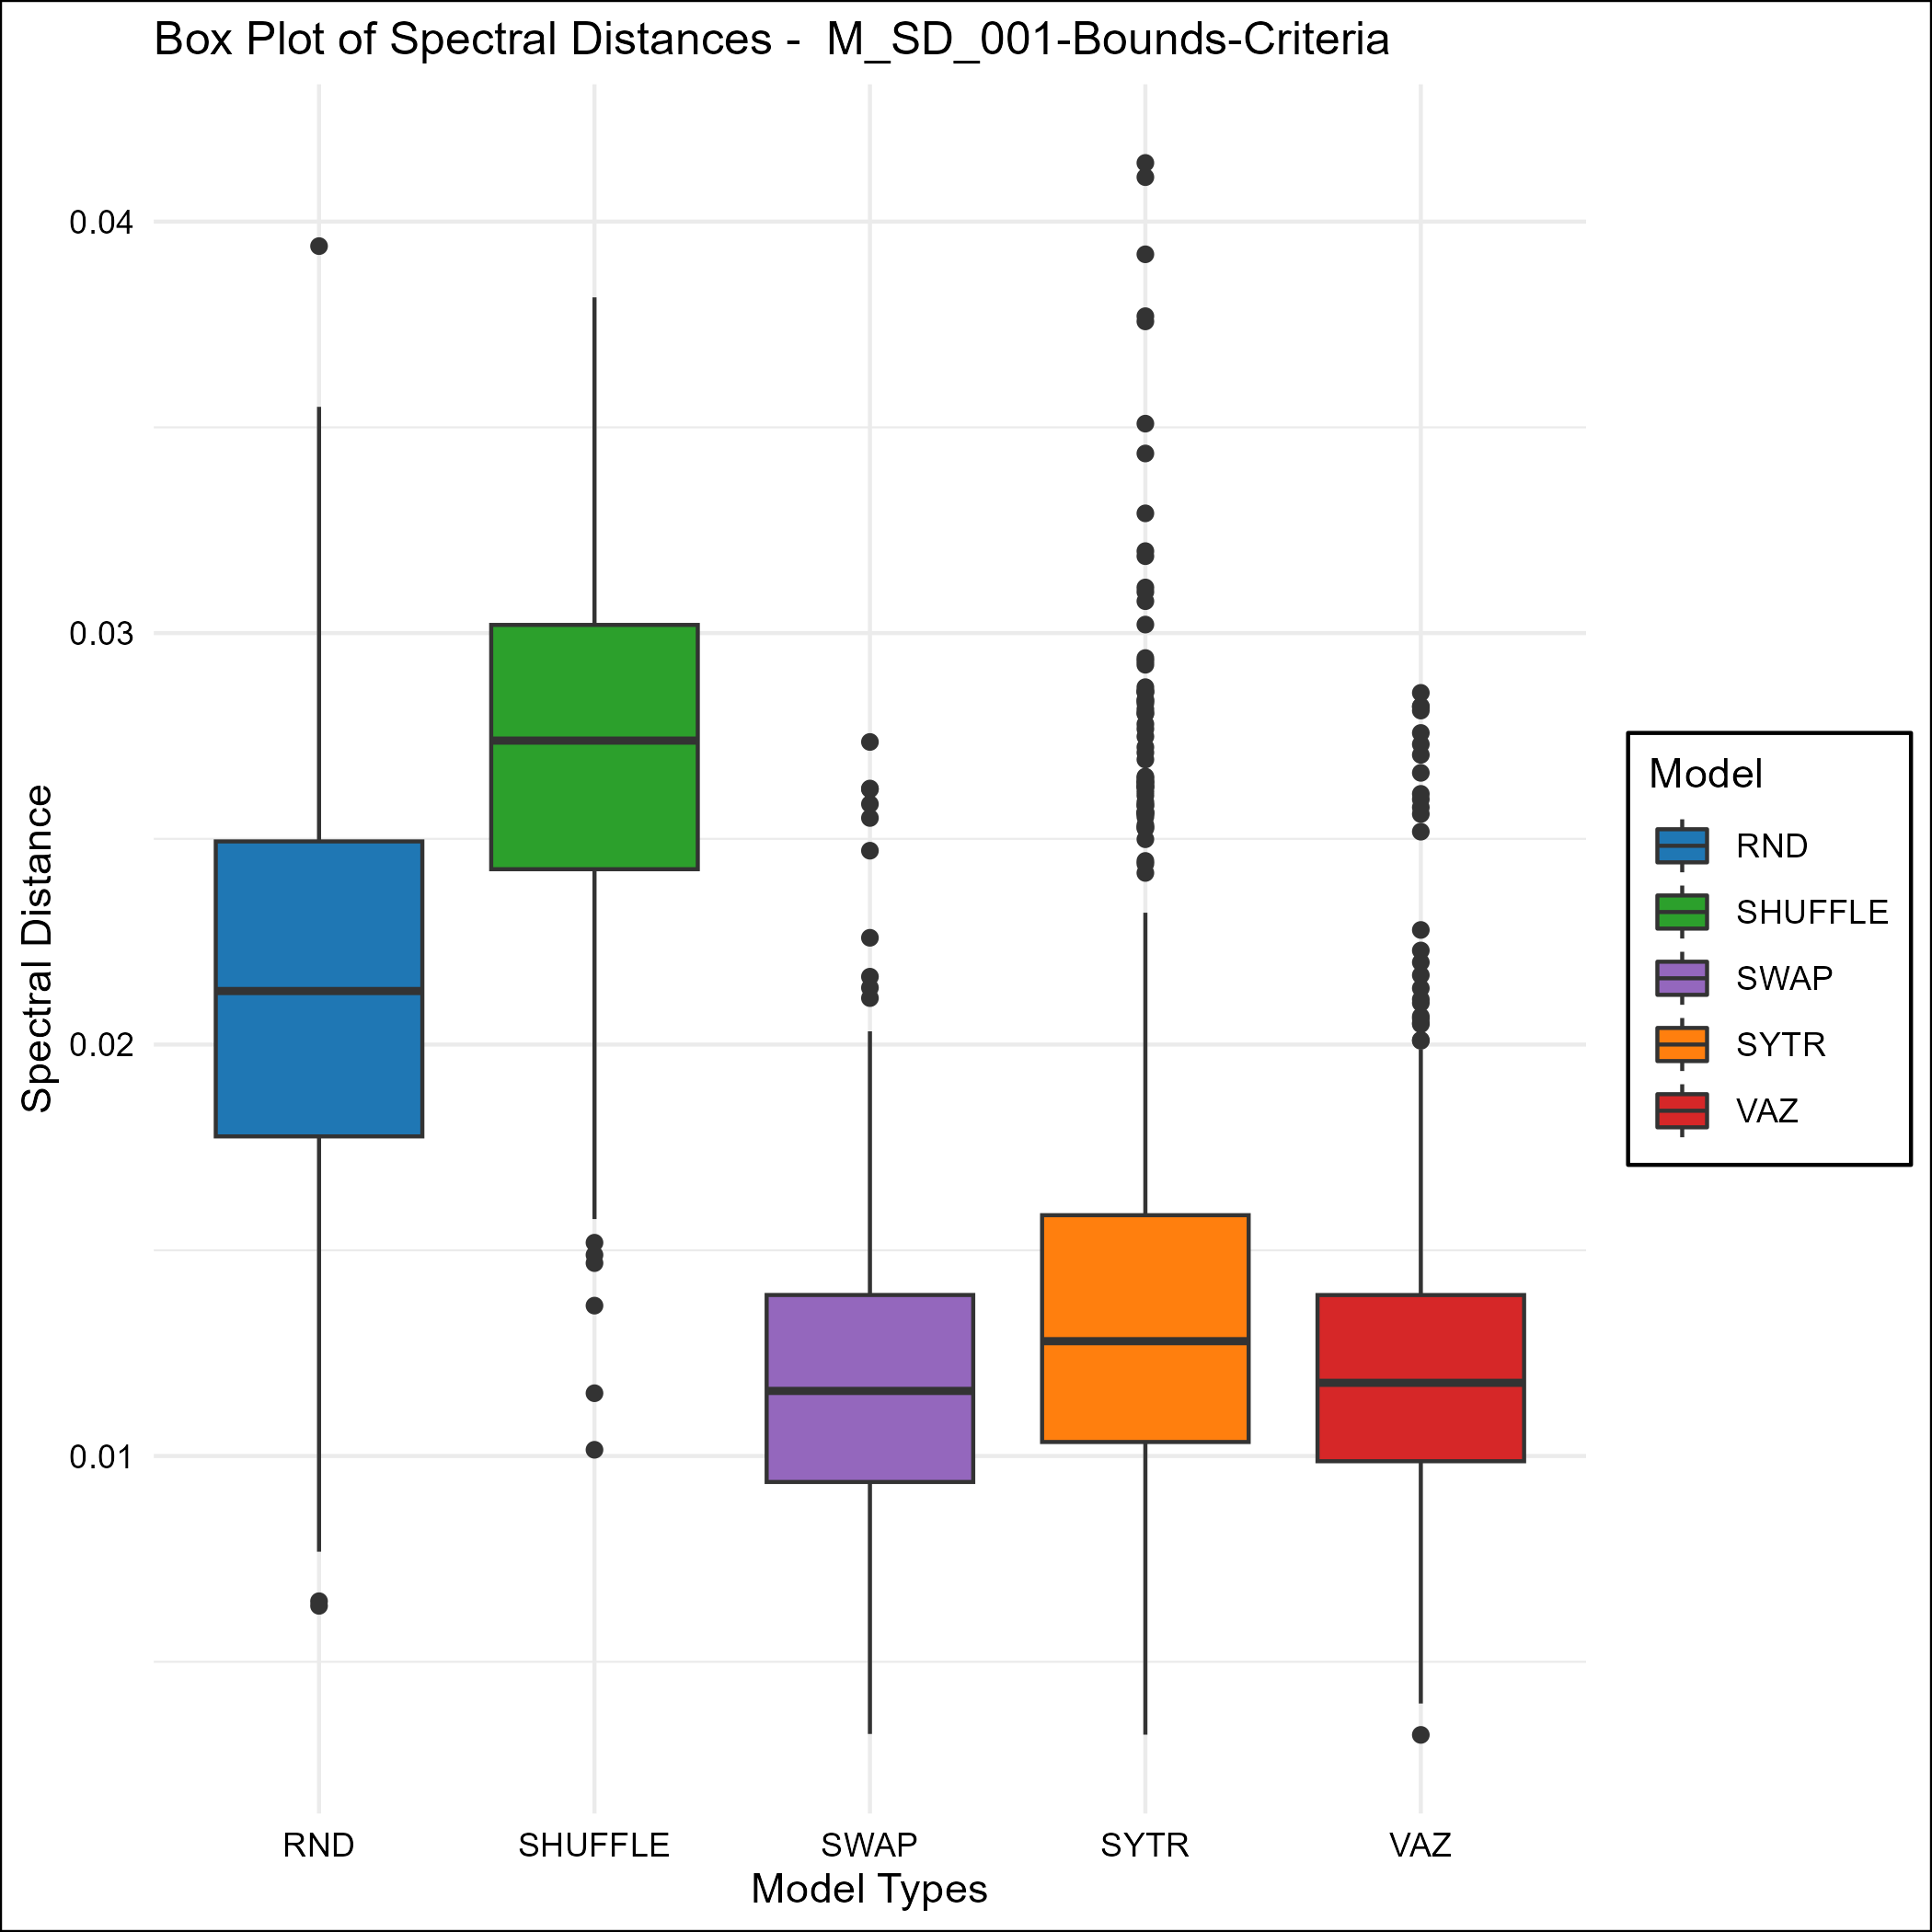 Box Plot of Spectral Distances -  M_SD_001-Bounds-Criteria
Spectral Distance
0.04
0.03
0.02
0.01
RND
SHUFFLE
SWAP
SYTR
VAZ
Model Types
Model
RND
SHUFFLE
SWAP
SYTR
VAZ